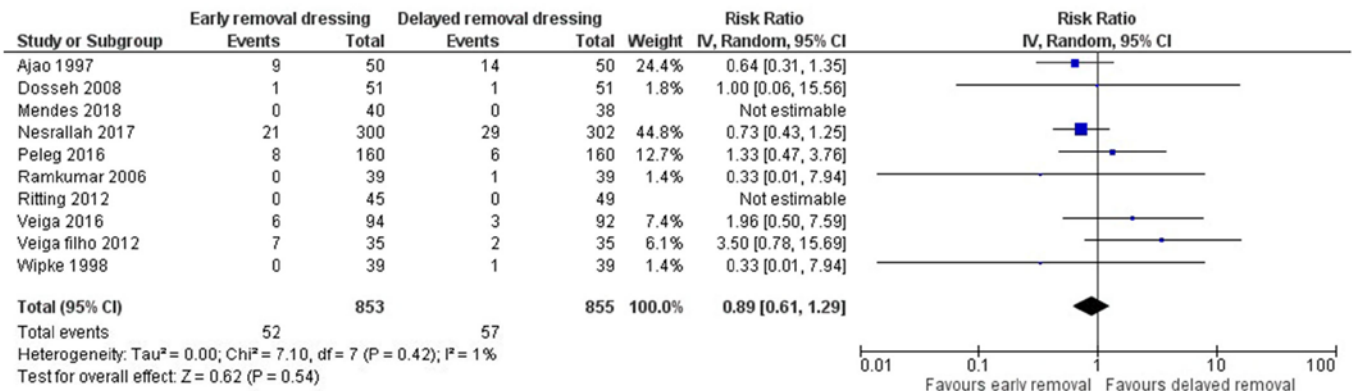 Early removal dressing Delayed removal dressing Risk Ratio Risk Ratio
Study or Subgroup Events Total Events Total Weight IV, Random, 95% CI IV, Random, 95% CI
Ajao 1997 9 50 14 50 24.4% 0.64 [0.31, 1.35]
Dosseh 2008 1 51 1 51 1.8% 1.00 [0.06, 15.56]
Mendes 2018 0 40 0 38 Not estimable
Nesrallah 2017 21 300 29 302 44.8% 0.73 [0.43, 1.25]
Peleg 2016 8 160 6 160 12.7% 1.33 [0.47, 3.76]
Ramkumar 2006 0 39 1 39 1.4% 0.33 [0.01, 7.94]
Ritting 2012 0 45 0 49 Not estimable
Veiga 2016 6 94 3 92 7.4% 1.96 [0.50, 7.59]
Veiga filho 2012 7 35 2 35 6.1% 3.50 [0.78, 15.69]
Wipke 1998 0 39 1 39 1.4% 0.33 [0.01, 7.94]
Total (95% CI) 853 855 100.0% 0.89 [0.61, 1.29]
Total events 52 57
Heterogeneity: Tau² = 0.00; Chi² = 7.10, df = 7 (P = 0.42); I² = 1%
Test for overall effect: Z = 0.62 (P = 0.54)
0.01 0.1 1 10 100
Favours early removal Favours delayed removal